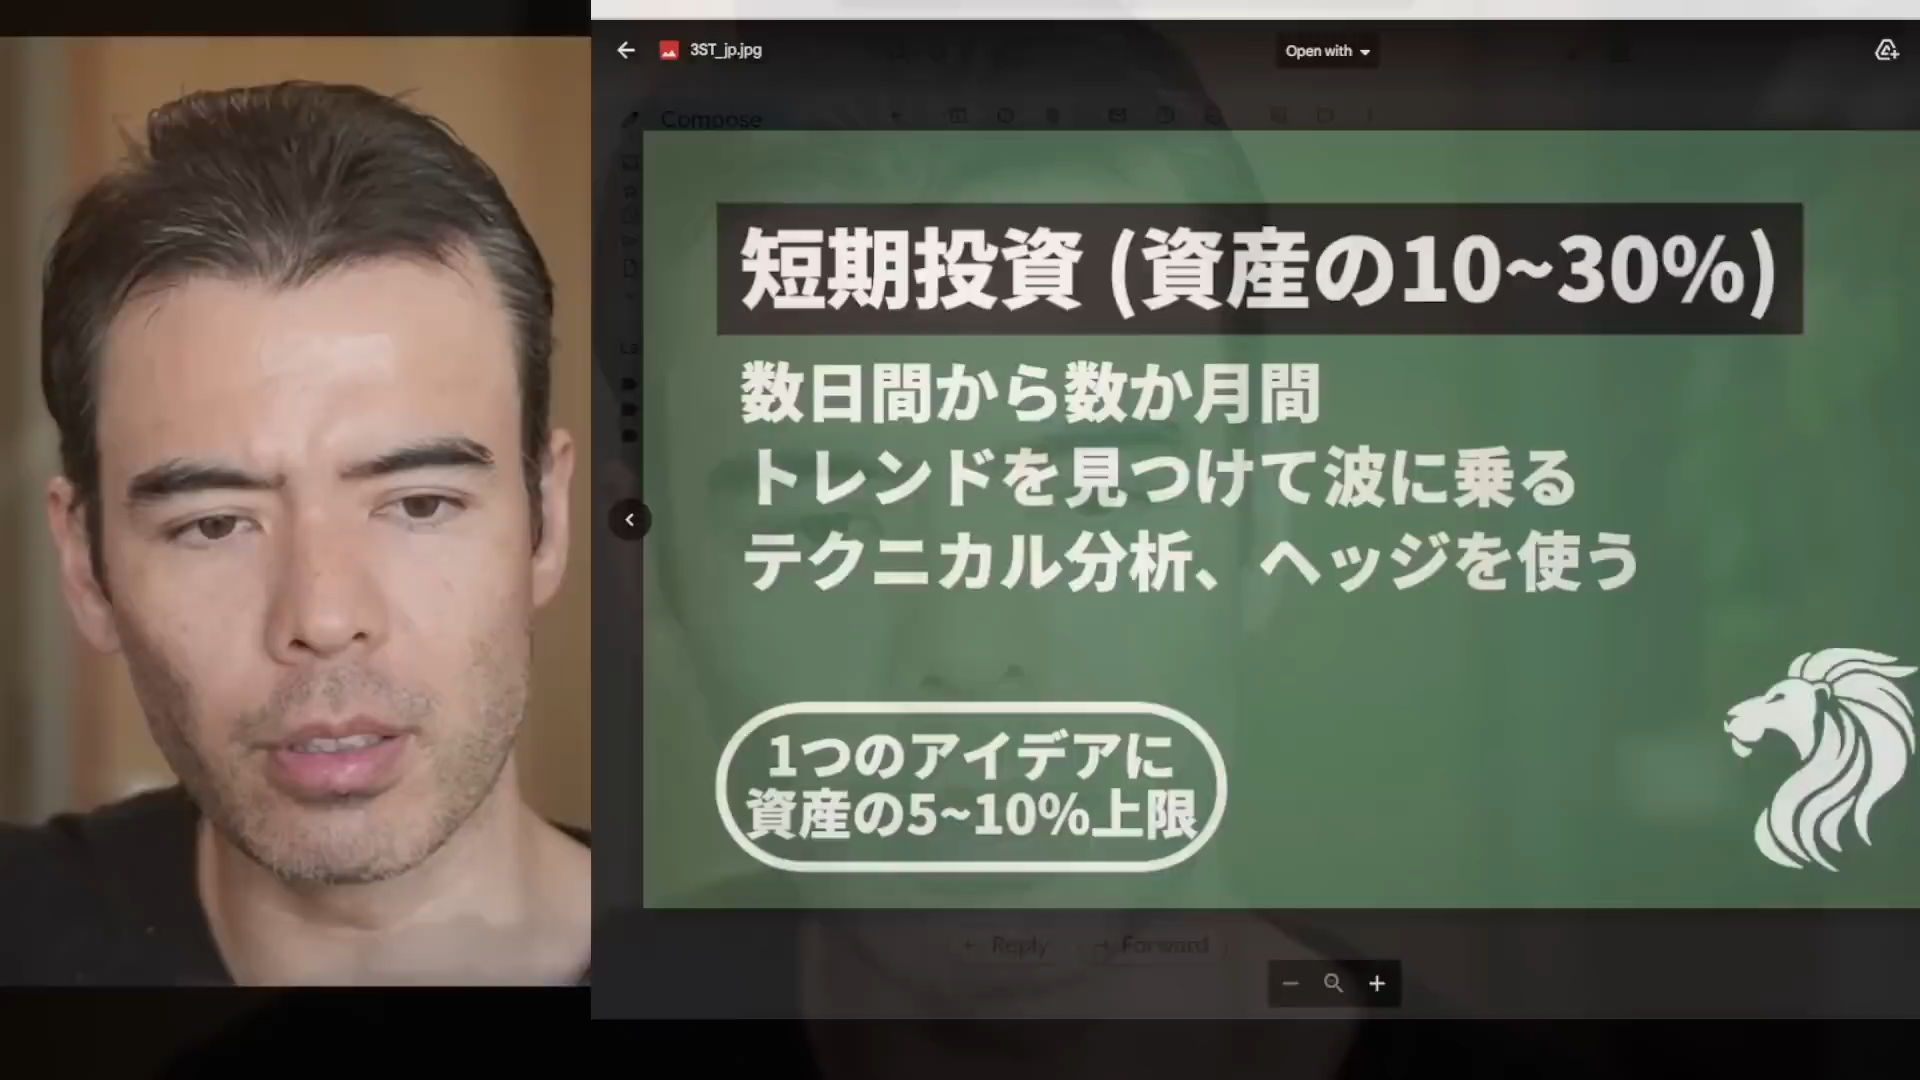 3ST_jp.jpg
Open with
Compose
短期投資 (資産の10~30%)
数日間から数か月間
トレンドを見つけて波に乗る
テクニカル分析、ヘッジを使う
1つのアイデアに
資産の5~10%上限
Reply
Forward